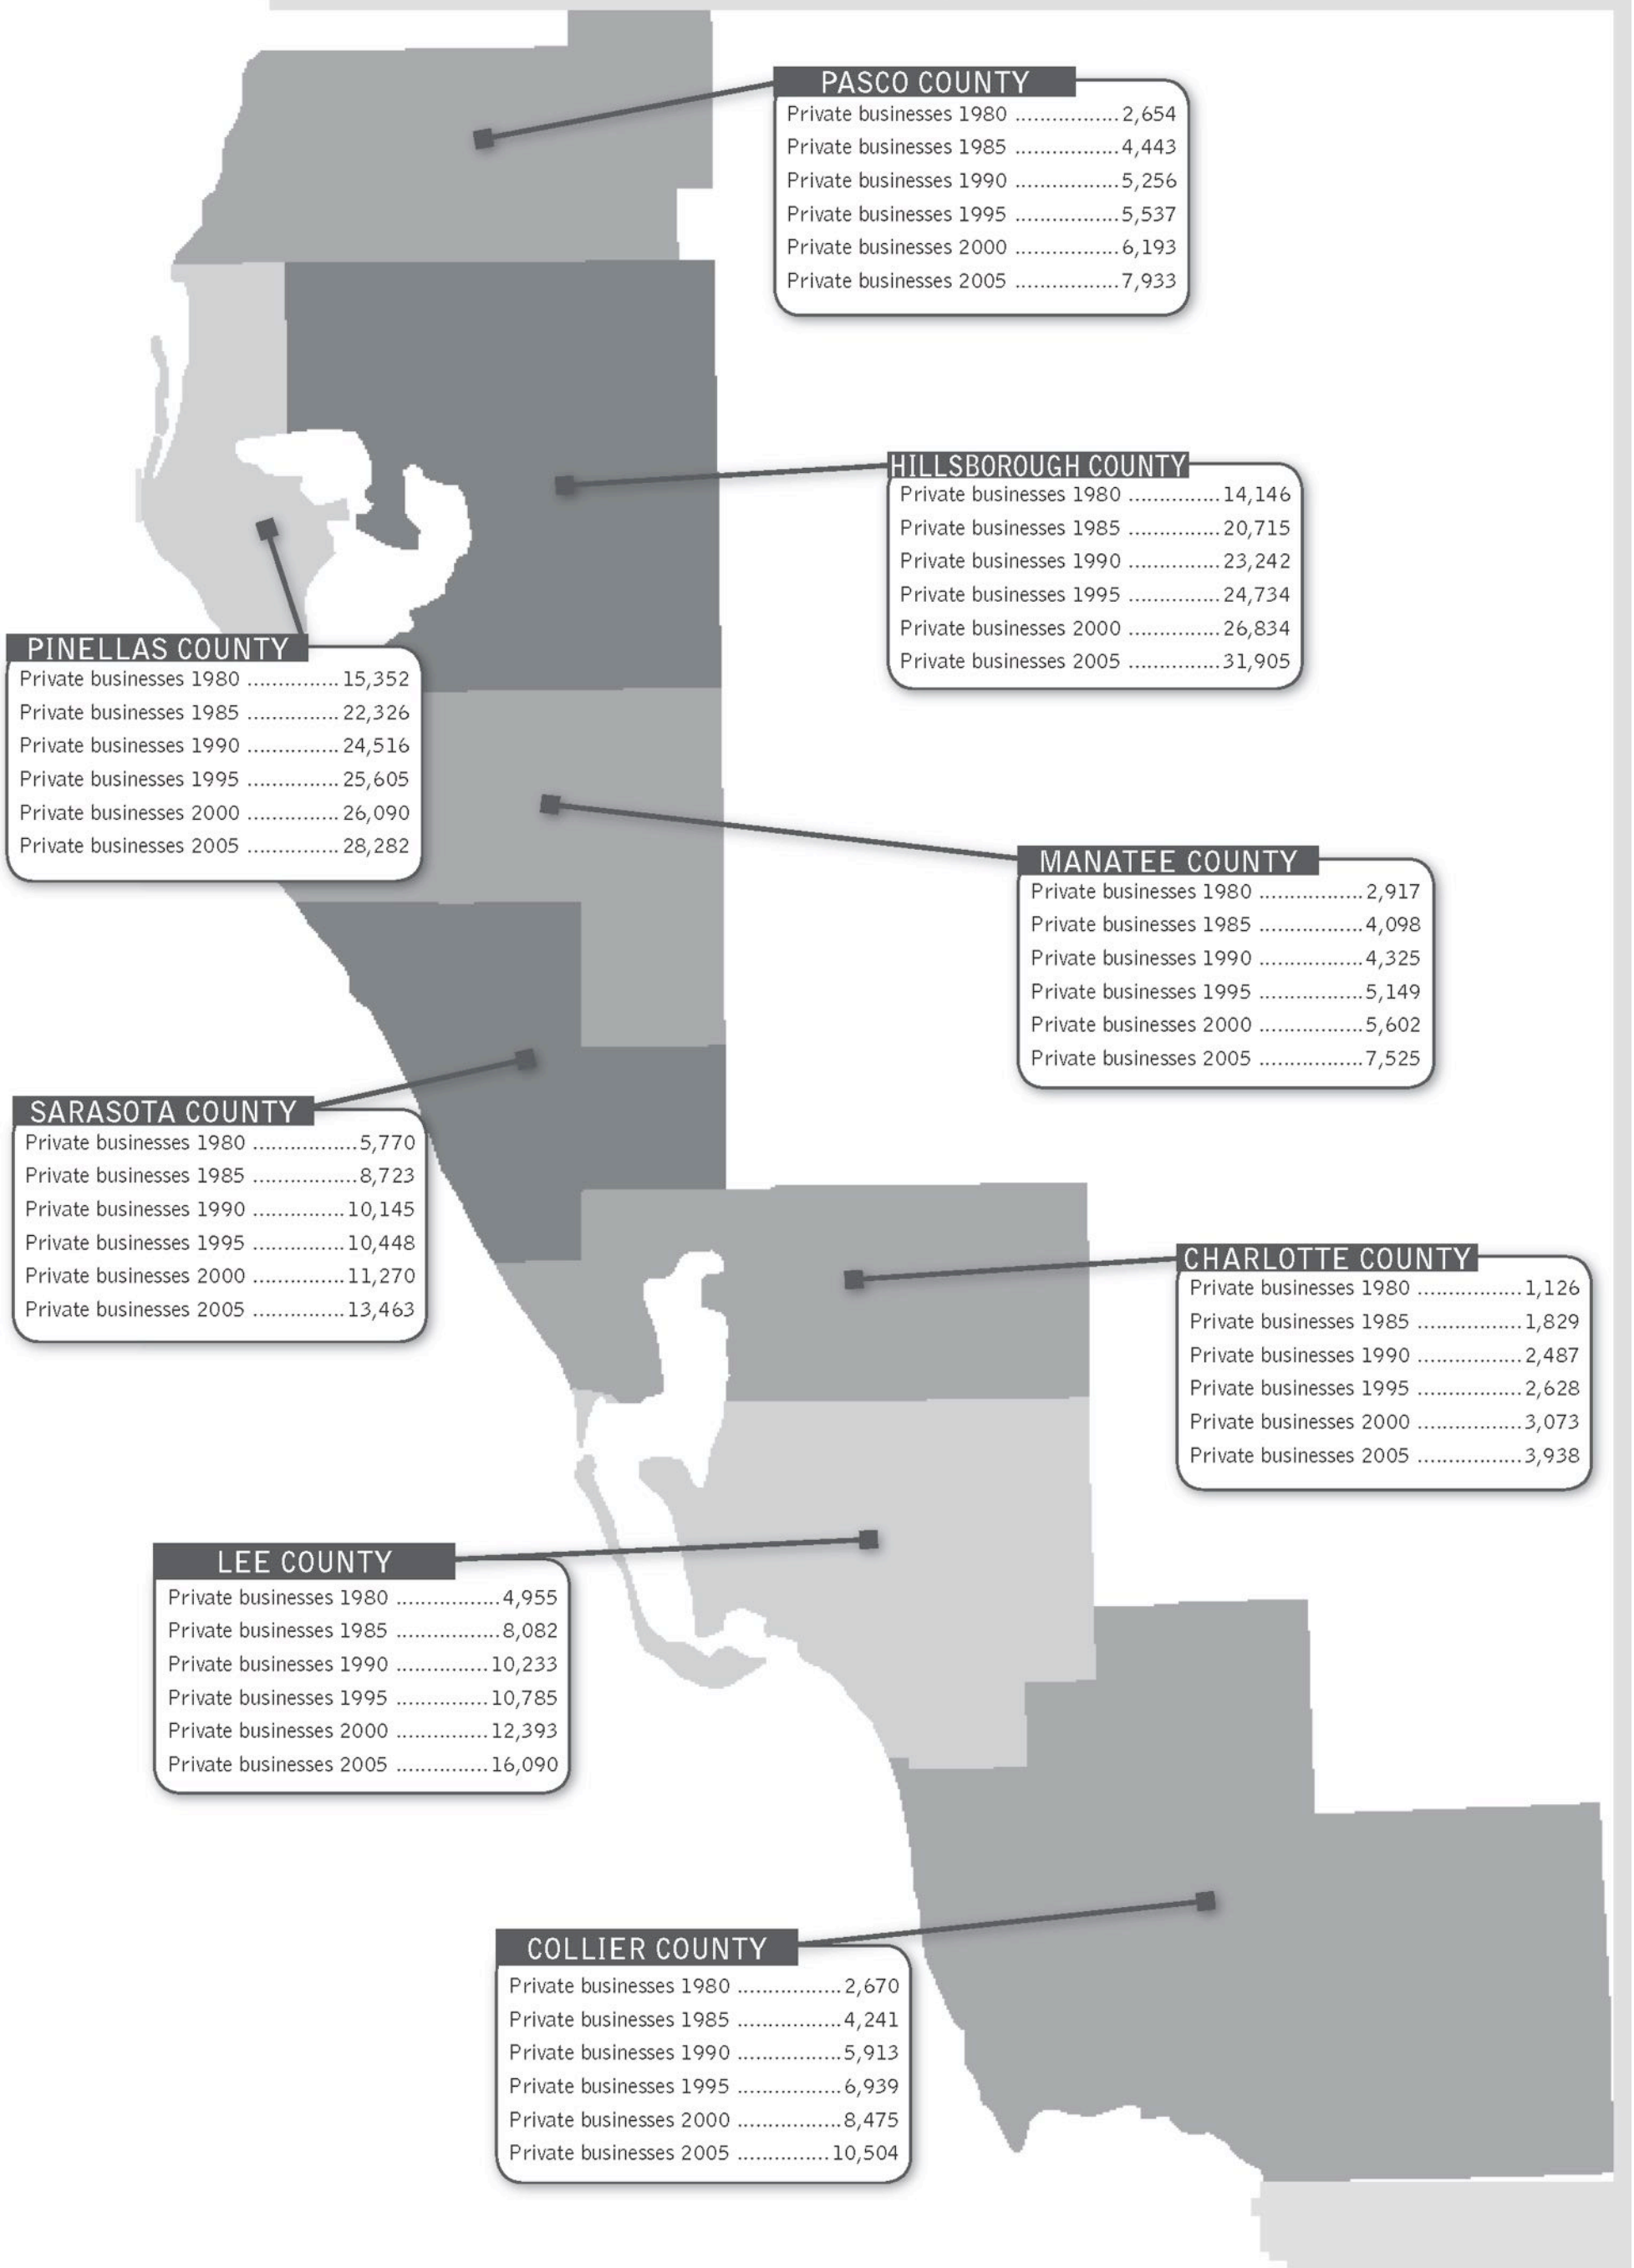 PASCO COUNTY
Private businesses 1980 .................2,654
Private businesses 1985 .................4,443
Private businesses 1990 .................5,256
Private businesses 1995 .................5,537
Private businesses 2000 .................6,193
Private businesses 2005 .................7,933
HILLSBOROUGH COUNTY
Private businesses 1980 ...............14,146
Private businesses 1985 ...............20,715
Private businesses 1990 ...............23,242
Private businesses 1995 ...............24,734
Private businesses 2000 ...............26,834
Private businesses 2005 ...............31,905
PINELLAS COUNTY
Private businesses 1980 ...............15,352
Private businesses 1985 ...............22,326
Private businesses 1990 ...............24,516
Private businesses 1995 ...............25,605
Private businesses 2000 ...............26,090
Private businesses 2005 ...............28,282
MANATEE COUNTY
Private businesses 1980 .................2,917
Private businesses 1985 .................4,098
Private businesses 1990 .................4,325
Private businesses 1995 .................5,149
Private businesses 2000 .................5,602
Private businesses 2005 .................7,525
SARASOTA COUNTY
Private businesses 1980 .................5,770
Private businesses 1985 .................8,723
Private businesses 1990 ...............10,145
Private businesses 1995 ...............10,448
Private businesses 2000 ...............11,270
Private businesses 2005 ...............13,463
CHARLOTTE COUNTY
Private businesses 1980 .................1,126
Private businesses 1985 .................1,829
Private businesses 1990 .................2,487
Private businesses 1995 .................2,628
Private businesses 2000 .................3,073
Private businesses 2005 .................3,938
LEE COUNTY
Private businesses 1980 .................4,955
Private businesses 1985 .................8,082
Private businesses 1990 ...............10,233
Private businesses 1995 ...............10,785
Private businesses 2000 ...............12,393
Private businesses 2005 ...............16,090
COLLIER COUNTY
Private businesses 1980 .................2,670
Private businesses 1985 .................4,241
Private businesses 1990 .................5,913
Private businesses 1995 .................6,939
Private businesses 2000 .................8,475
Private businesses 2005 ...............10,504